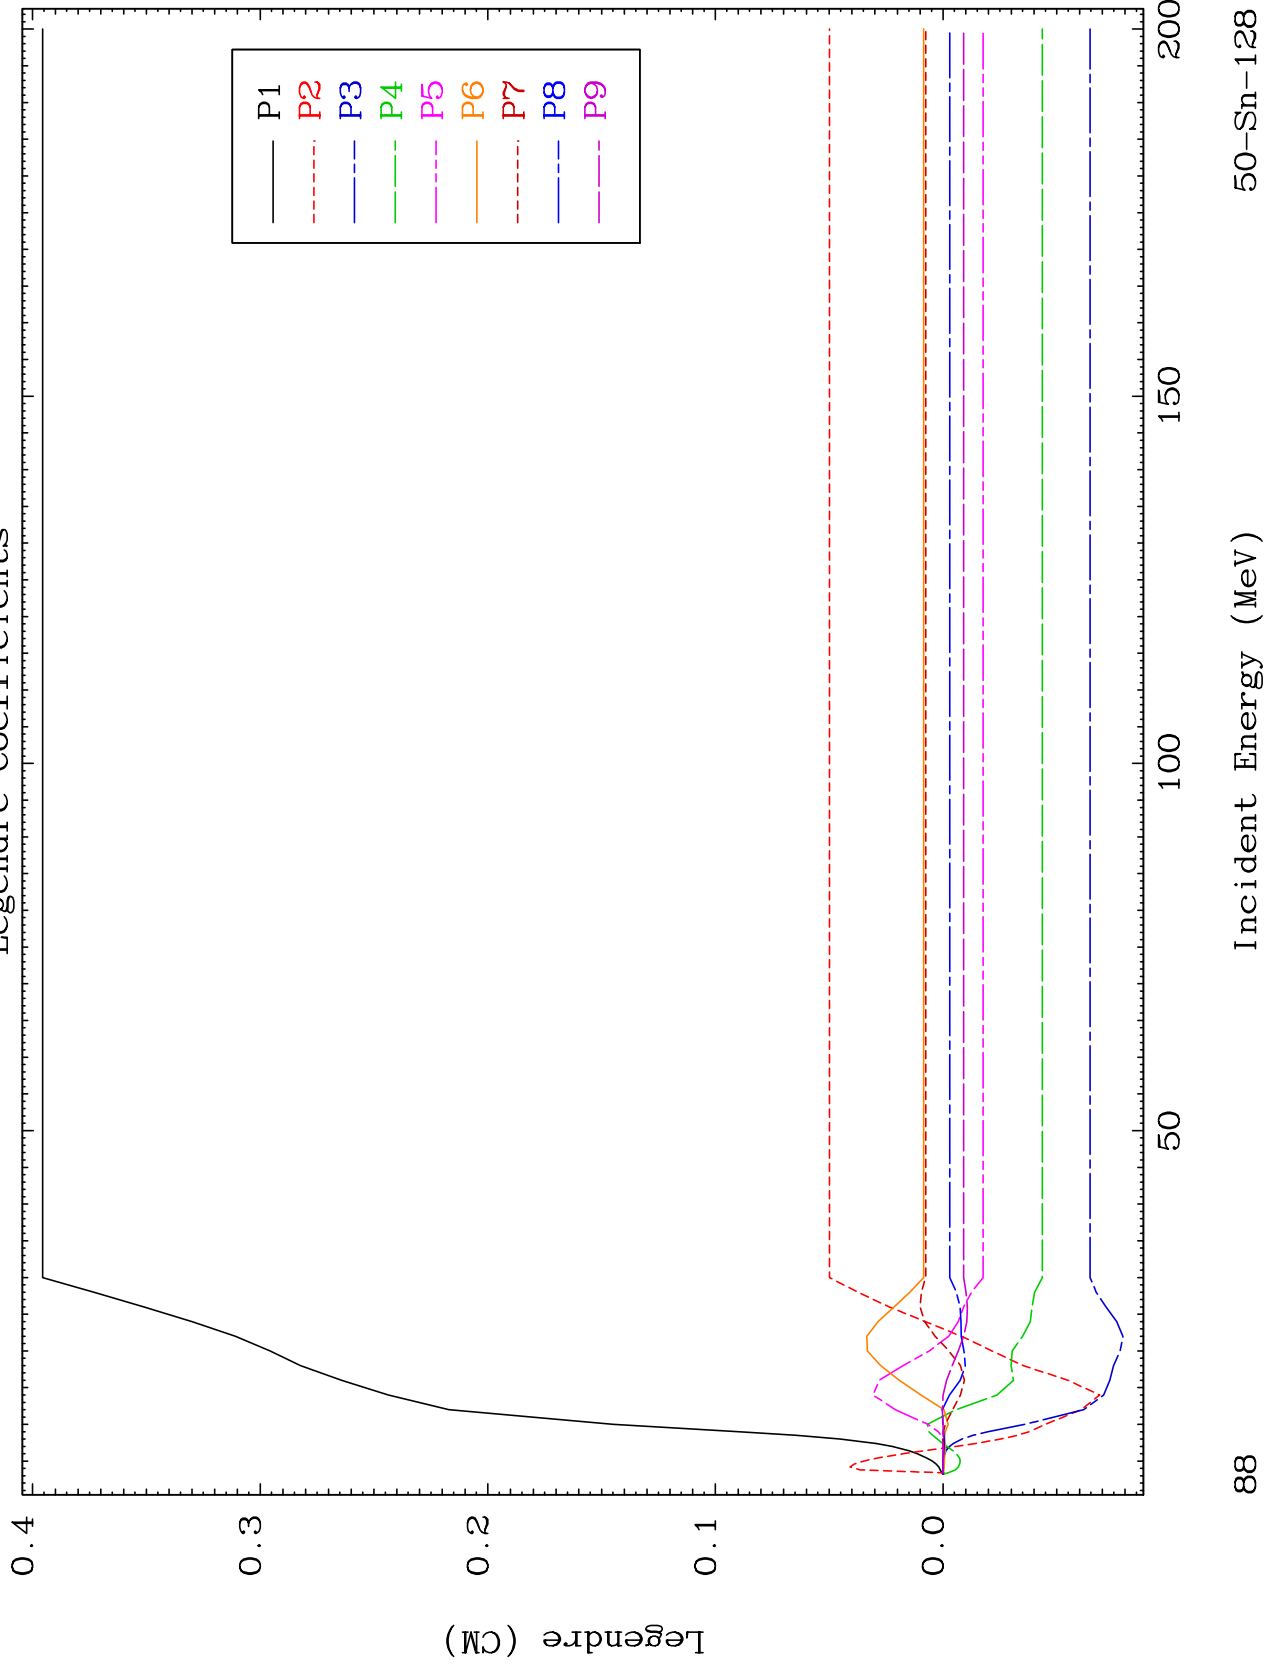 Legendre Coefficients
Legendre (CM)
0.4
0.3
0.2
0.1
0.0
P1
P2
P3
P4
P5
P6
P7
P8
P9
50
100
150
200
88
Incident Energy (MeV)
50-Sn-128